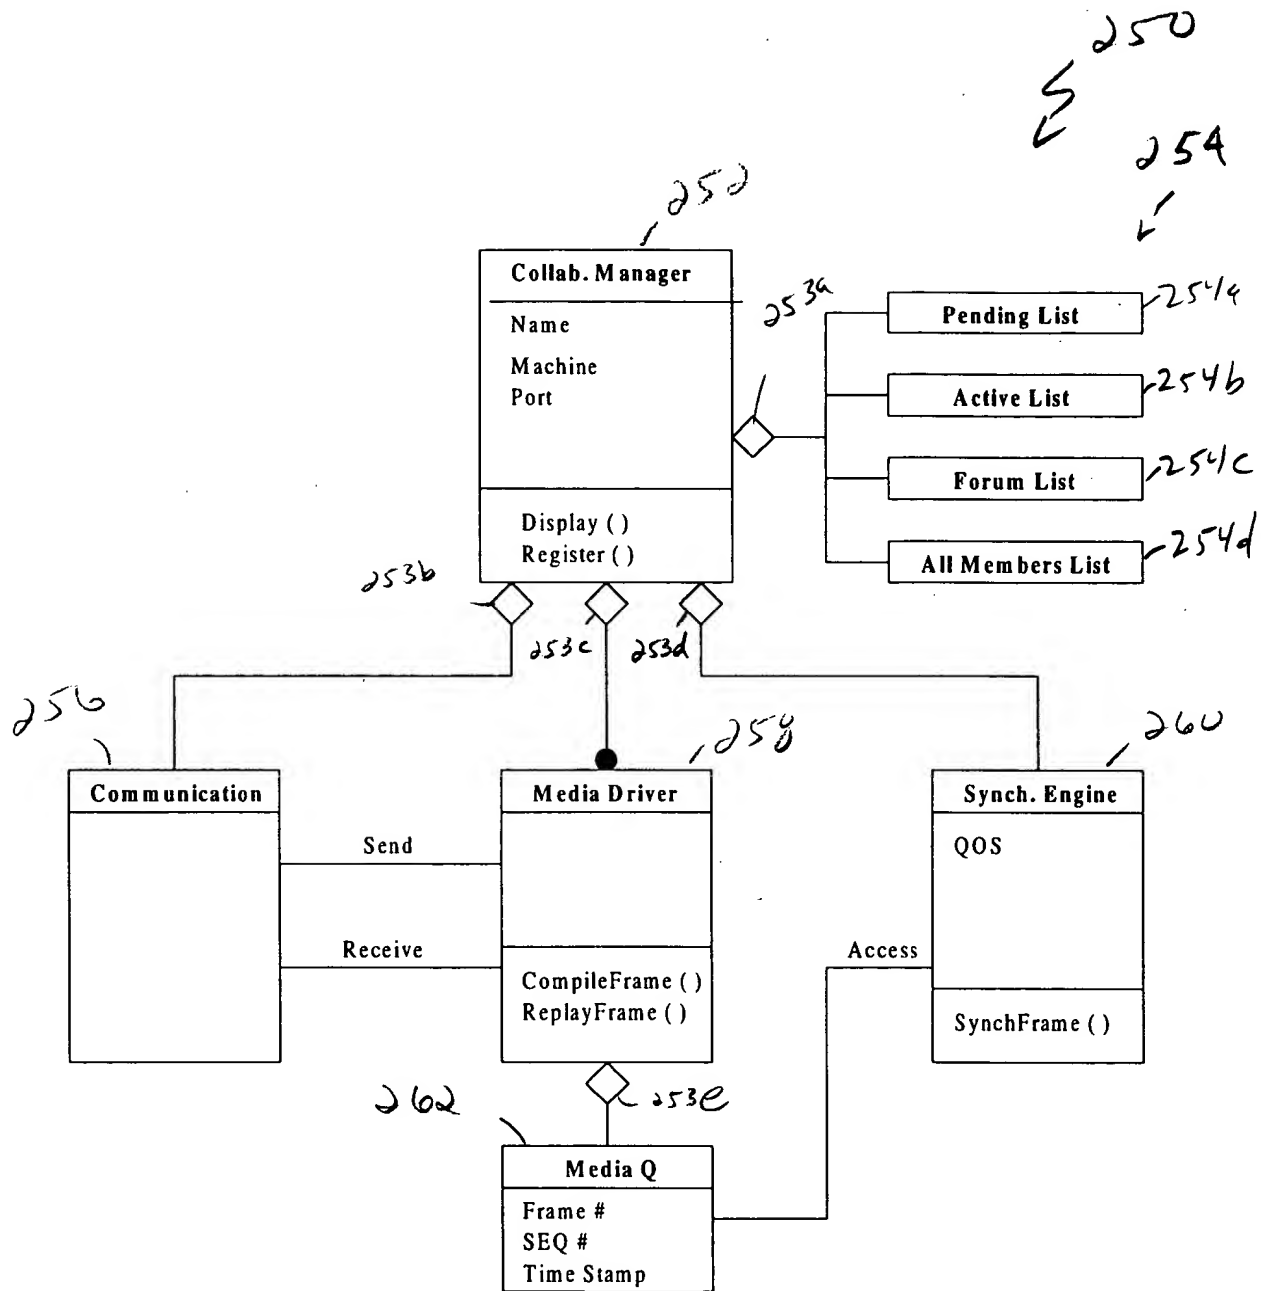 250
254
252
Collab. Manager
253a
Name
Machine
Port
Pending List
254a
Active List
254b
Forum List
254c
All Members List
254d
Display ( )
Register ( )
253b
253c
253d
256
258
260
Communication
Media Driver
Synch. Engine
Send
QOS
Receive
Access
CompileFrame ( )
ReplayFrame ( )
SynchFrame ( )
262
253e
Media Q
Frame #
SEQ #
Time Stamp